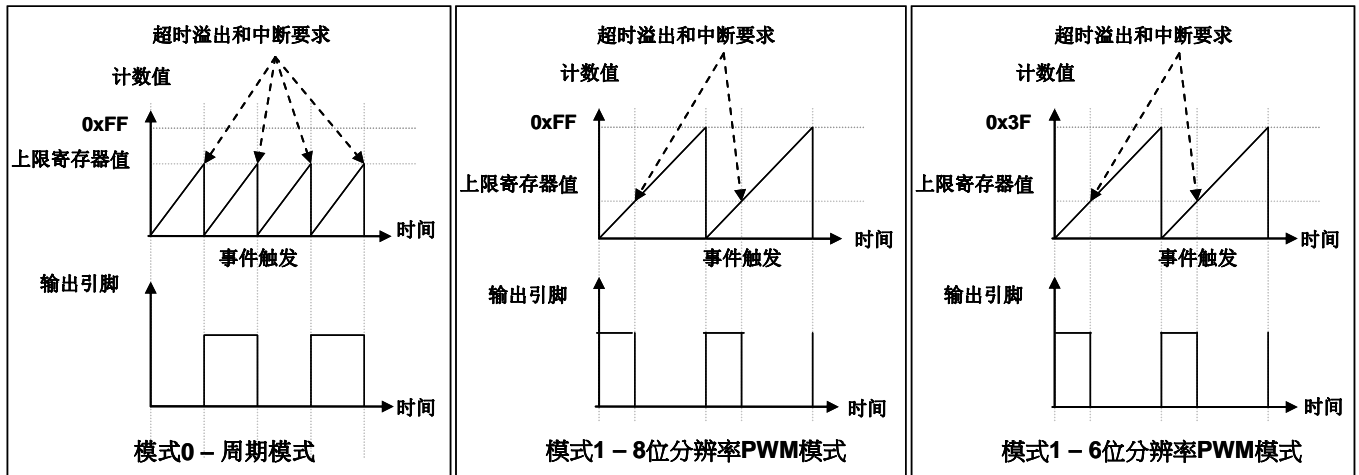 超时溢出和中断要求
计数值
0xFF
上限寄存器值
时间
事件触发
输出引脚
时间
模式0 – 周期模式
超时溢出和中断要求
计数值
0xFF
上限寄存器值
时间
事件触发
输出引脚
时间
模式1 – 8位分辨率PWM模式
超时溢出和中断要求
计数值
0x3F
上限寄存器值
时间
事件触发
输出引脚
时间
模式1 – 6位分辨率PWM模式